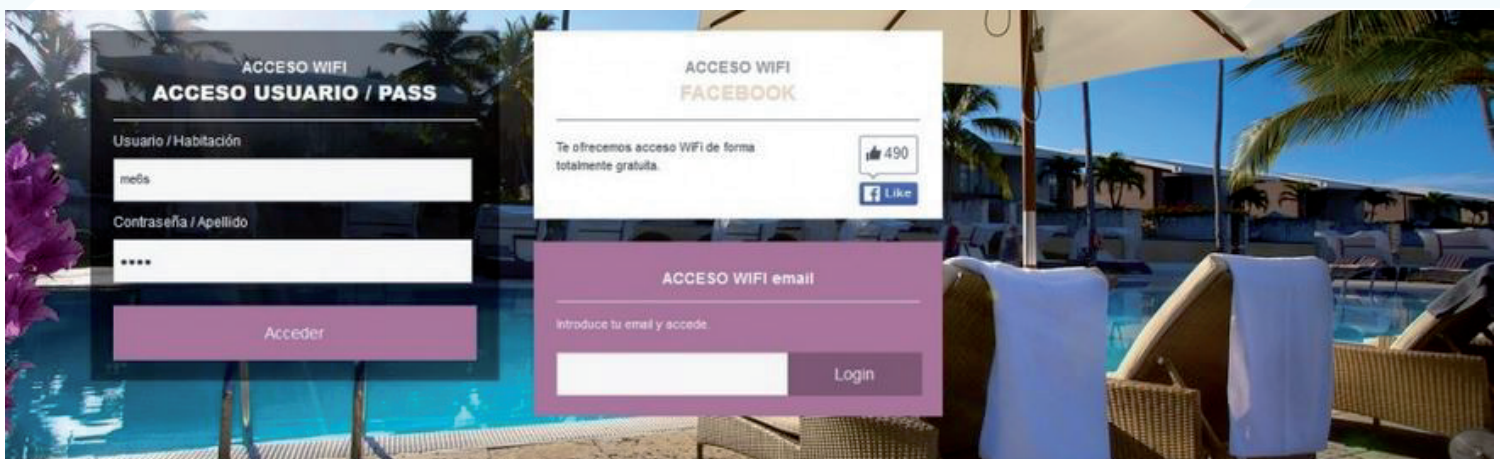 ACCESO WIFI
ACCESO USUARIO / PASS
Usuario / Habitación
me6s
Contraseña / Apellido
••••
Acceder
ACCESO WIFI
FACEBOOK
Te ofrecemos acceso WiFi de forma
totalmente gratuita.
490
Like
ACCESO WIFI email
Introduce tu email y accede.
Login